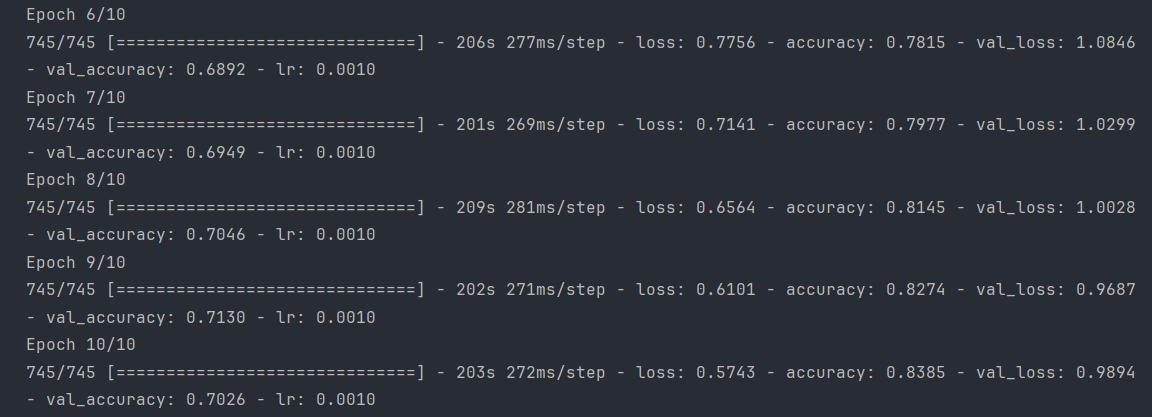 Epoch 6/10
745/745 [==============================] - 206s 277ms/step - loss: 0.7756 - accuracy: 0.7815 - val_loss: 1.0846
- val_accuracy: 0.6892 - lr: 0.0010
Epoch 7/10
745/745 [==============================] - 201s 269ms/step - loss: 0.7141 - accuracy: 0.7977 - val_loss: 1.0299
- val_accuracy: 0.6949 - lr: 0.0010
Epoch 8/10
745/745 [==============================] - 209s 281ms/step - loss: 0.6564 - accuracy: 0.8145 - val_loss: 1.0028
- val_accuracy: 0.7046 - lr: 0.0010
Epoch 9/10
745/745 [==============================] - 202s 271ms/step - loss: 0.6101 - accuracy: 0.8274 - val_loss: 0.9687
- val_accuracy: 0.7130 - lr: 0.0010
Epoch 10/10
745/745 [==============================] - 203s 272ms/step - loss: 0.5743 - accuracy: 0.8385 - val_loss: 0.9894
- val_accuracy: 0.7026 - lr: 0.0010